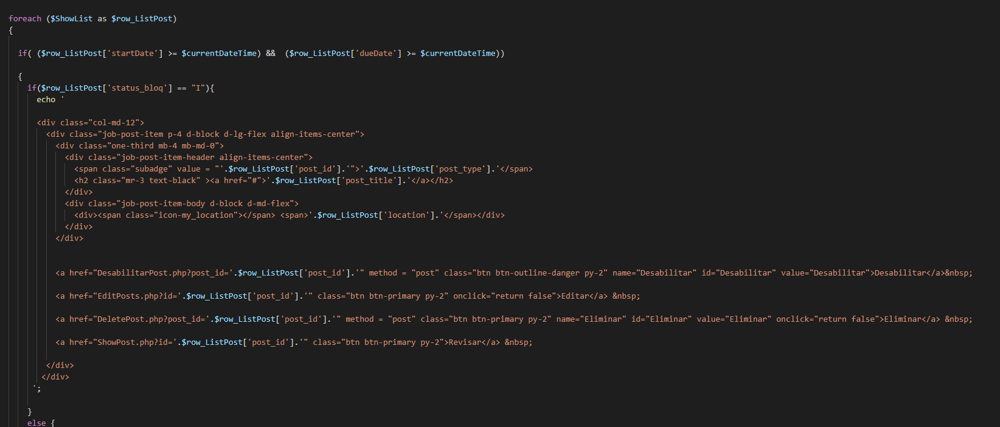 foreach ($ShowList as $row_ListPost)
{
if( ($row_ListPost['startDate'] >= $currentDateTime) &&  ($row_ListPost['dueDate'] >= $currentDateTime))
{
if($row_ListPost['status_bloq'] == "I"){
echo '
<div class="col-md-12">
<div class="job-post-item p-4 d-block d-lg-flex align-items-center">
<div class="one-third mb-4 mb-md-0">
<div class="job-post-item-header align-items-center">
<span class="subadge" value = "'.$row_ListPost['post_id'].'">'.$row_ListPost['post_type'].'</span>
<h2 class="mr-3 text-black" ><a href="#">'.$row_ListPost['post_title'].'</a></h2>
</div>
<div class="job-post-item-body d-block d-md-flex">
<div><span class="icon-my_location"></span> <span>'.$row_ListPost['location'].'</span></div>
</div>
</div>
<a href="DesabilitarPost.php?post_id='.$row_ListPost['post_id'].'" method = "post" class="btn btn-outline-danger py-2" name="Desabilitar" id="Desabilitar" value="Desabilitar">Desabilitar</a>&nbsp;
<a href="EditPosts.php?id='.$row_ListPost['post_id'].'" class="btn btn-primary py-2" onclick="return false">Editar</a> &nbsp;
<a href="DeletePost.php?post_id='.$row_ListPost['post_id'].'" method = "post" class="btn btn-primary py-2" name="Eliminar" id="Eliminar" value="Eliminar" onclick="return false">Eliminar</a> &nbsp;
<a href="ShowPost.php?id='.$row_ListPost['post_id'].'" class="btn btn-primary py-2">Revisar</a> &nbsp;
</div>
</div>
';
}
else {